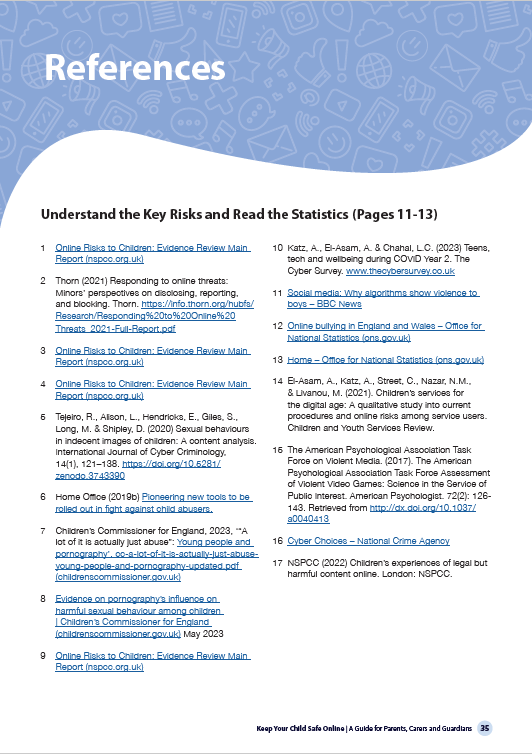 References
Understand the Key Risks and Read the Statistics (Pages 11-13)
1 Online Risks to Children: Evidence Review Main
Report (nspcc.org.uk)
2 Thorn (2021) Responding to online threats:
Minors' perspectives on disclosing, reporting,
and blocking. Thorn. https://info.thorn.org/hubfs/
Research/Responding%20to%20Online%20
Threats_2021-Full-Report.pdf
3 Online Risks to Children: Evidence Review Main
Report (nspcc.org.uk)
4 Online Risks to Children: Evidence Review Main
Report (nspcc.org.uk)
5 Tejeiro, R., Alison, L., Hendricks, E., Giles, S.,
Long, M. & Shipley, D. (2020) Sexual behaviours
in indecent images of children: A content analysis.
International Journal of Cyber Criminology,
14(1), 121–138. https://doi.org/10.5281/
zenodo.3743390
6 Home Office (2019b) Pioneering new tools to be
rolled out in fight against child abusers.
7 Children's Commissioner for England, 2023, '"A
lot of it is actually just abuse": Young people and
pornography'. cc-a-lot-of-it-is-actually-just-abuse-
young-people-and-pornography-updated.pdf
(childrenscommissioner.gov.uk)
8 Evidence on pornography's influence on
harmful sexual behaviour among children
| Children's Commissioner for England
(childrenscommissioner.gov.uk) May 2023
9 Online Risks to Children: Evidence Review Main
Report (nspcc.org.uk)
10 Katz, A., El-Asam, A. & Chahal, L.C. (2023) Teens,
tech and wellbeing during COVID Year 2. The
Cyber Survey. www.thecybersurvey.co.uk
11 Social media: Why algorithms show violence to
boys – BBC News
12 Online bullying in England and Wales – Office for
National Statistics (ons.gov.uk)
13 Home – Office for National Statistics (ons.gov.uk)
14 El-Asam, A., Katz, A., Street, C., Nazar, N.M.,
& Livanou, M. (2021). Children's services for
the digital age: A qualitative study into current
procedures and online risks among service users.
Children and Youth Services Review.
15 The American Psychological Association Task
Force on Violent Media. (2017). The American
Psychological Association Task Force Assessment
of Violent Video Games: Science in the Service of
Public Interest. American Psychologist. 72(2): 126-
143. Retrieved from http://dx.doi.org/10.1037/
a0040413
16 Cyber Choices – National Crime Agency
17 NSPCC (2022) Children's experiences of legal but
harmful content online. London: NSPCC.
Keep Your Child Safe Online | A Guide for Parents, Carers and Guardians 35